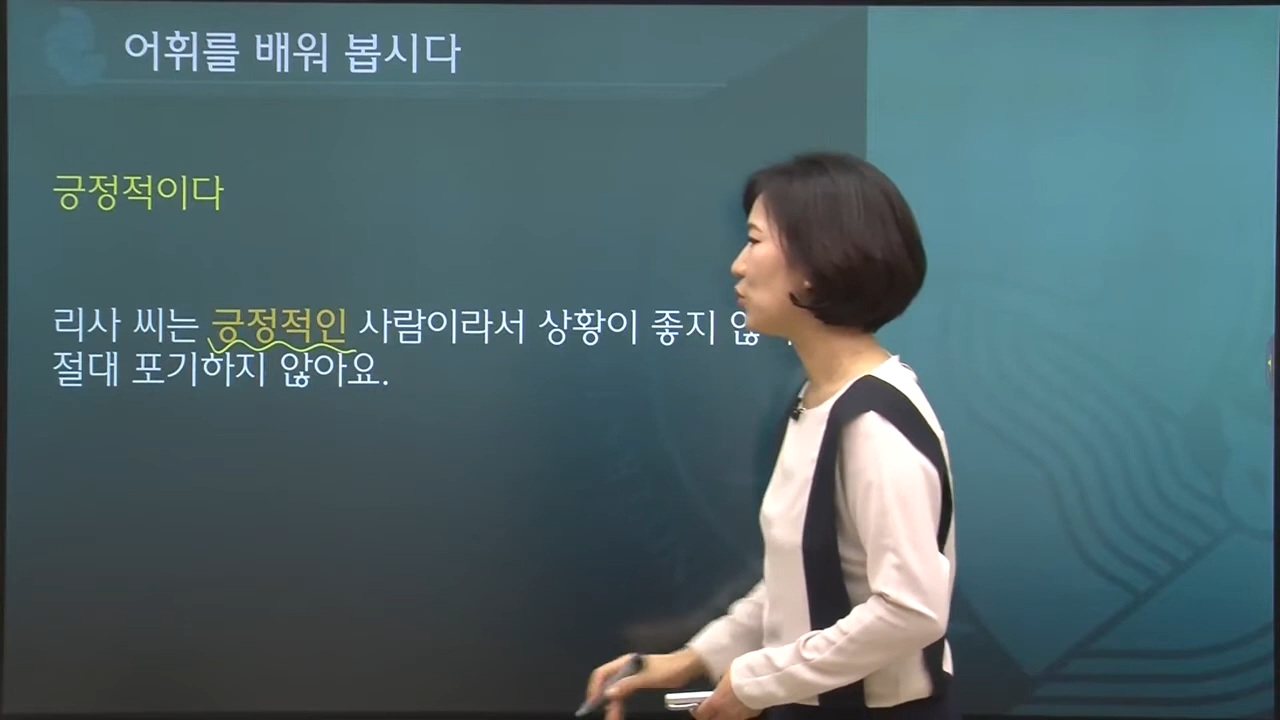 어휘를 배워 봅시다
긍정적이다
리사 씨는 긍정적인 사람이라서 상황이 좋지
절대 포기하지 않아요.